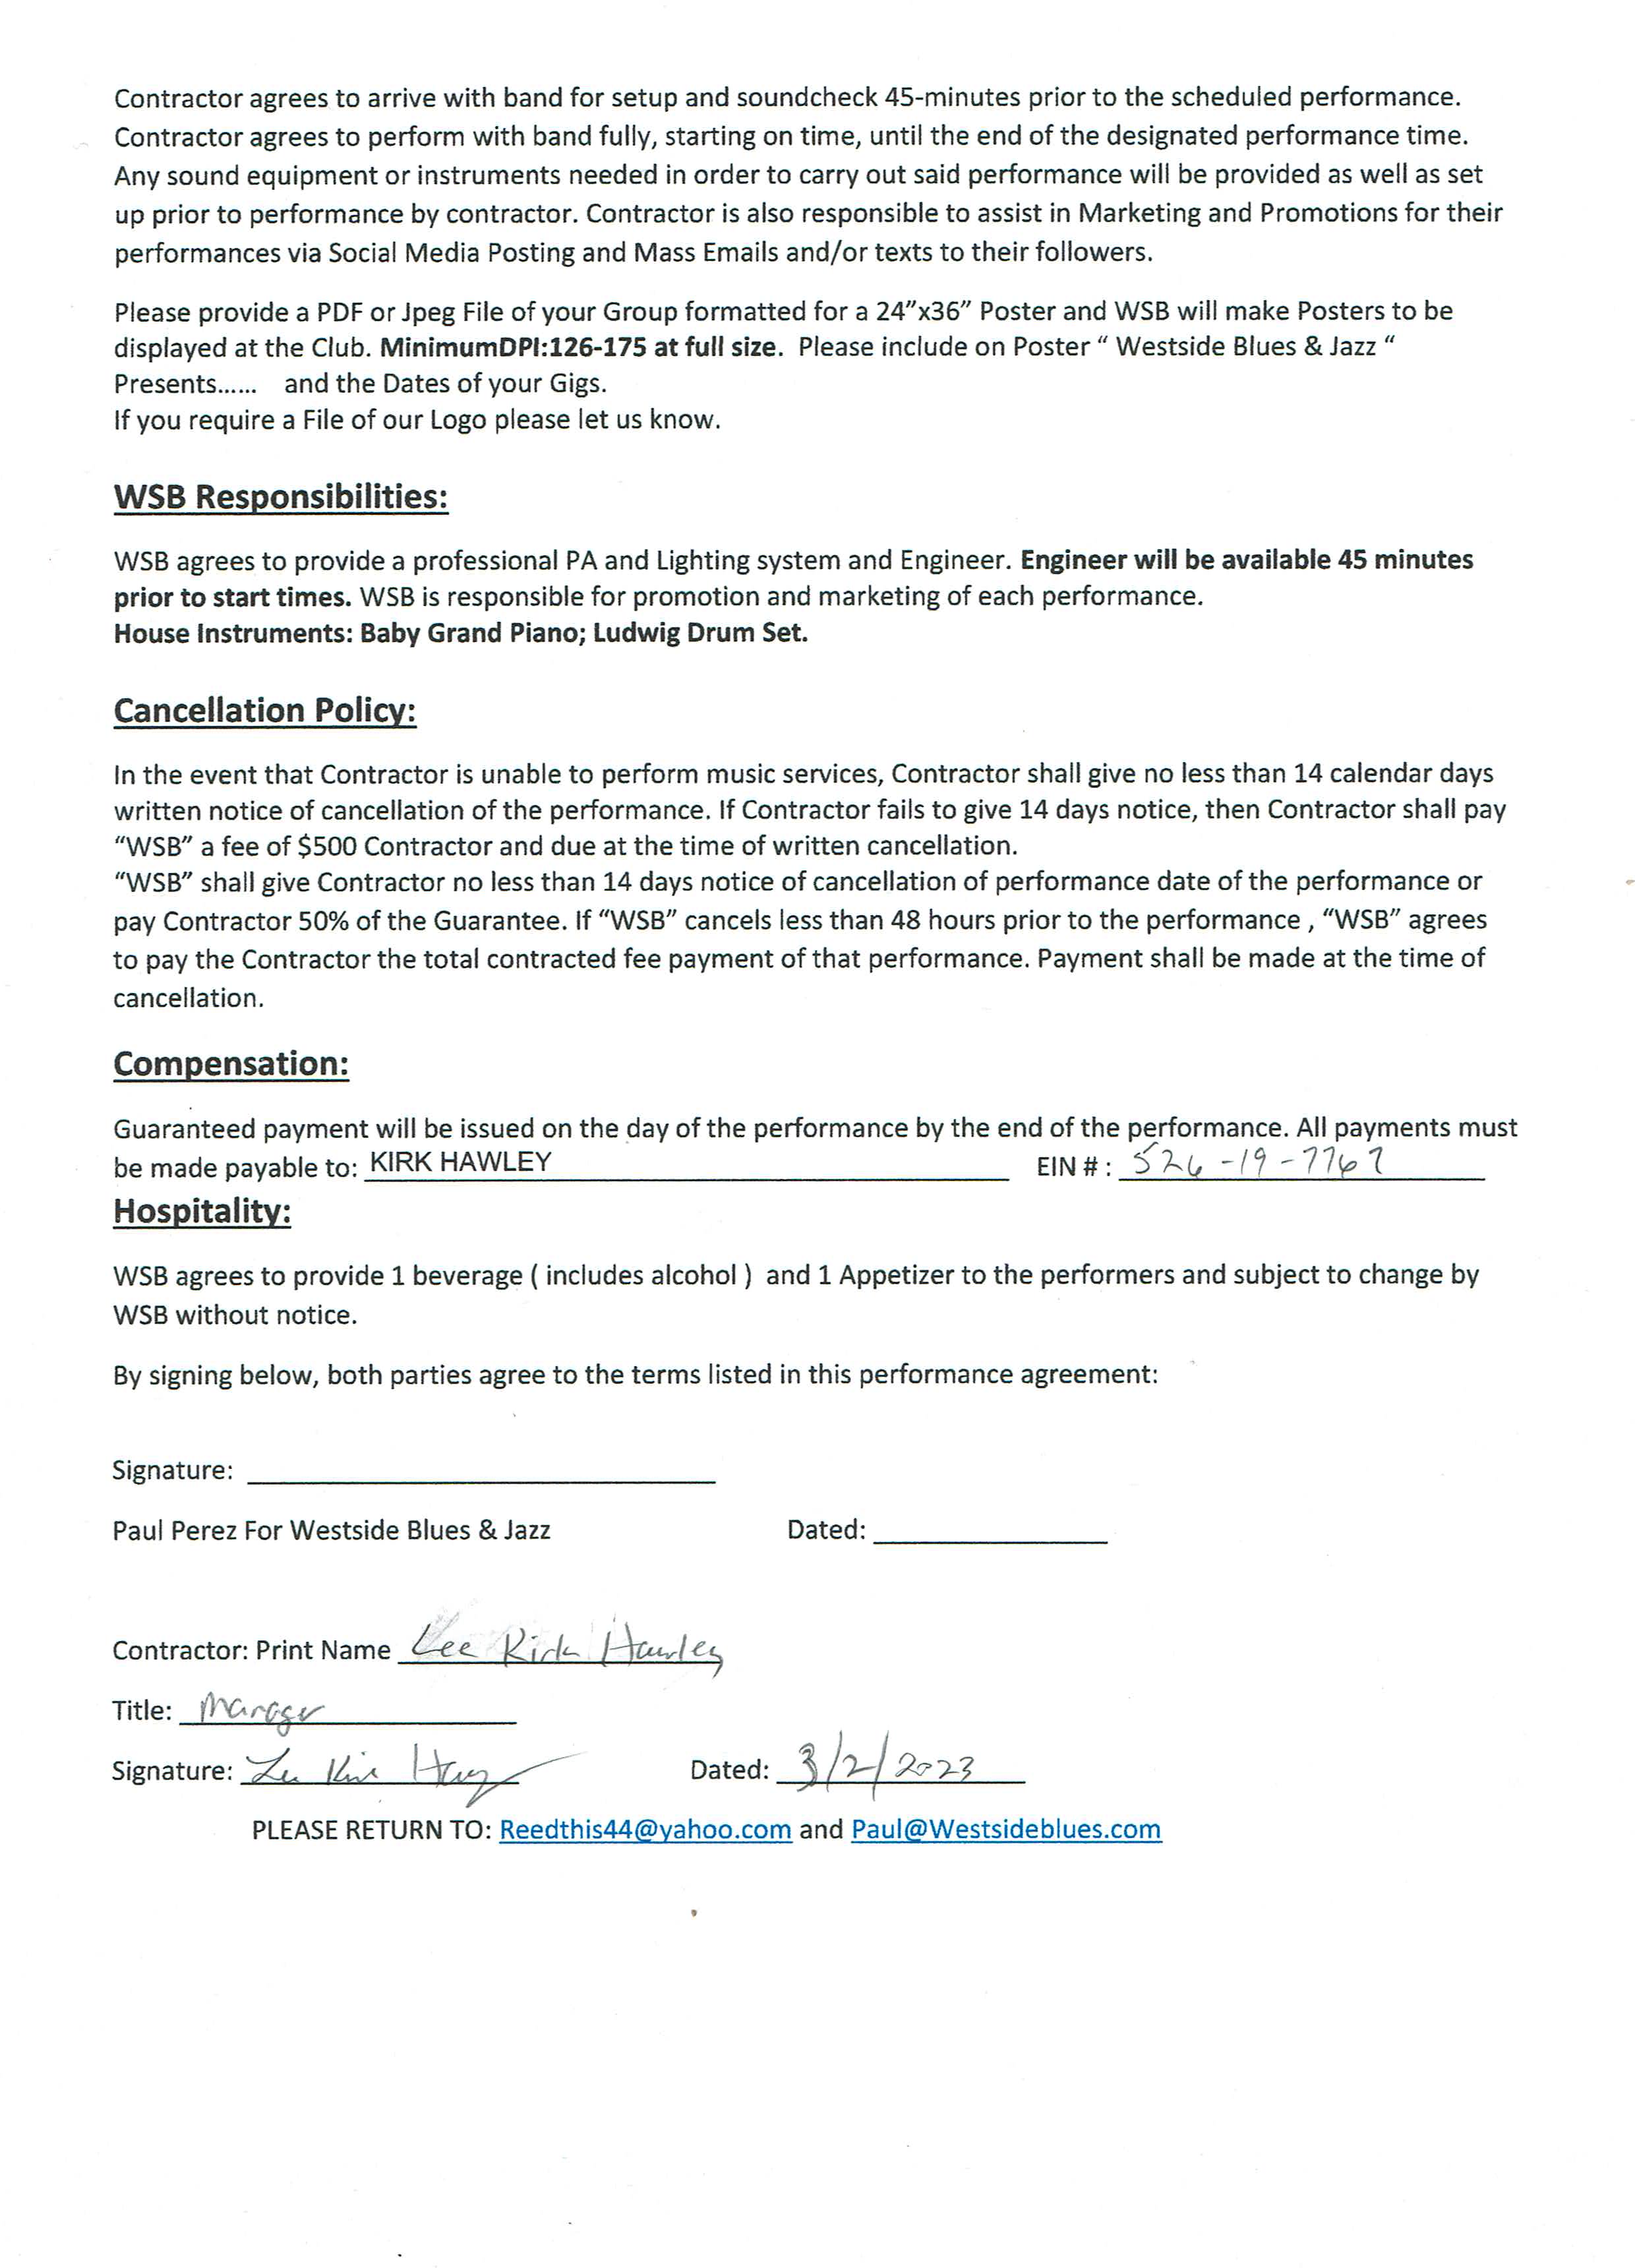 Contractor agrees to arrive with band for setup and soundcheck 45-minutes prior to the scheduled performance.
Contractor agrees to perform with band fully, starting on time, until the end of the designated performance time.
Any sound equipment or instruments needed in order to carry out said performance will be provided as well as set
up prior to performance by contractor. Contractor is also responsible to assist in Marketing and Promotions for their
performances via Social Media Posting and Mass Emails and/or texts to their followers.
Please provide a PDF or Jpeg File of your Group formatted for a 24”x36” Poster and WSB will make Posters to be
displayed at the Club. MinimumDPI:126-175 at full size. Please include on Poster “ Westside Blues & Jazz “
Presents...... and the Dates of your Gigs.
If you require a File of our Logo please let us know.
WSB Responsibilities:
WSB agrees to provide a professional PA and Lighting system and Engineer. Engineer will be available 45 minutes
prior to start times. WSB is responsible for promotion and marketing of each performance.
House Instruments: Baby Grand Piano; Ludwig Drum Set.
Cancellation Policy:
In the event that Contractor is unable to perform music services, Contractor shall give no less than 14 calendar days
written notice of cancellation of the performance. If Contractor fails to give 14 days notice, then Contractor shall pay
“WSB” a fee of $500 Contractor and due at the time of written cancellation.
“WSB” shall give Contractor no less than 14 days notice of cancellation of performance date of the performance or
pay Contractor 50% of the Guarantee. If “WSB” cancels less than 48 hours prior to the performance , “WSB” agrees
to pay the Contractor the total contracted fee payment of that performance. Payment shall be made at the time of
cancellation.
Compensation:
Guaranteed payment will be issued on the day of the performance by the end of the performance. All payments must
be made payable to: KIRK HAWLEY EIN # : 526-19-7767
Hospitality:
WSB agrees to provide 1 beverage ( includes alcohol ) and 1 Appetizer to the performers and subject to change by
WSB without notice.
By signing below, both parties agree to the terms listed in this performance agreement:
Signature:
Paul Perez For Westside Blues & Jazz Dated:
Contractor: Print Name Lee Kirk Hawley
Title: Manager
Signature: Lee Kirk Hawley Dated: 3/2/2023
PLEASE RETURN TO: Reedthis44@yahoo.com and Paul@Westsideblues.com